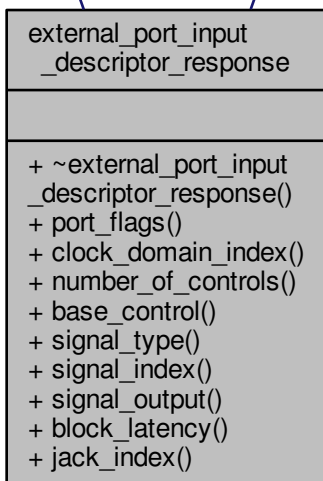 external_port_input
_descriptor_response
+ ~external_port_input
_descriptor_response()
+ port_flags()
+ clock_domain_index()
+ number_of_controls()
+ base_control()
+ signal_type()
+ signal_index()
+ signal_output()
+ block_latency()
+ jack_index()